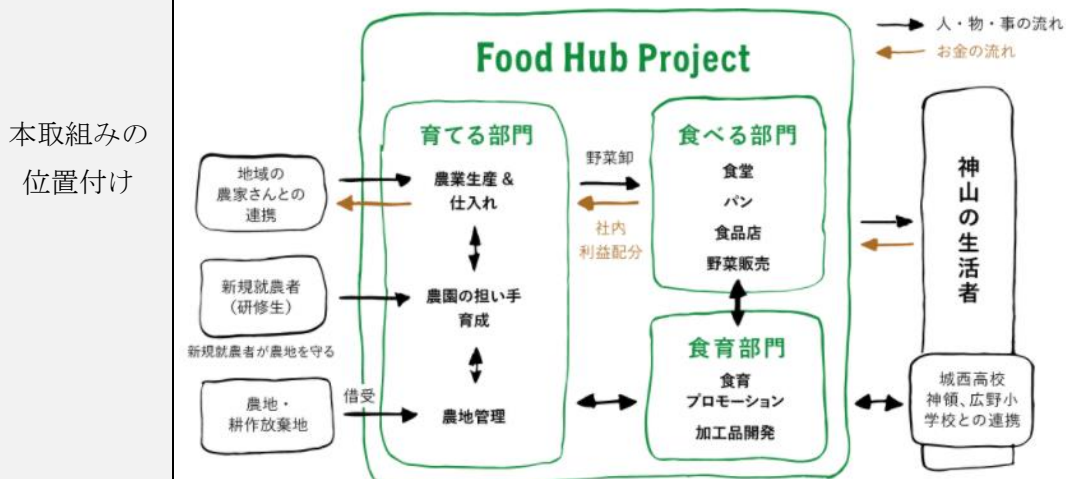 本取組みの
位置付け
人・物・事の流れ
お金の流れ
Food Hub Project
地域の
農家さんとの
連携
新規就農者
（研修生）
新規就農者が農地を守る
農地・
耕作放棄地
借受
育てる部門
農業生産 &
仕入れ
農園の担い手
育成
農地管理
野菜卸
社内
利益配分
食べる部門
食堂
パン
食品店
野菜販売
食育部門
食育
プロモーション
加工品開発
神山の生活者
城西高校
神領、広野小
学校との連携